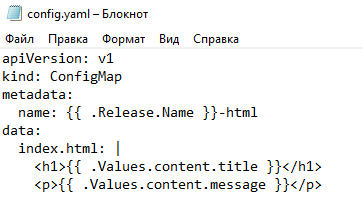 config.yaml – Блокнот
Файл Правка Формат Вид Справка
apiVersion: v1
kind: ConfigMap
metadata:
  name: {{ .Release.Name }}-html
data:
  index.html: |
    <h1>{{ .Values.content.title }}</h1>
    <p>{{ .Values.content.message }}</p>